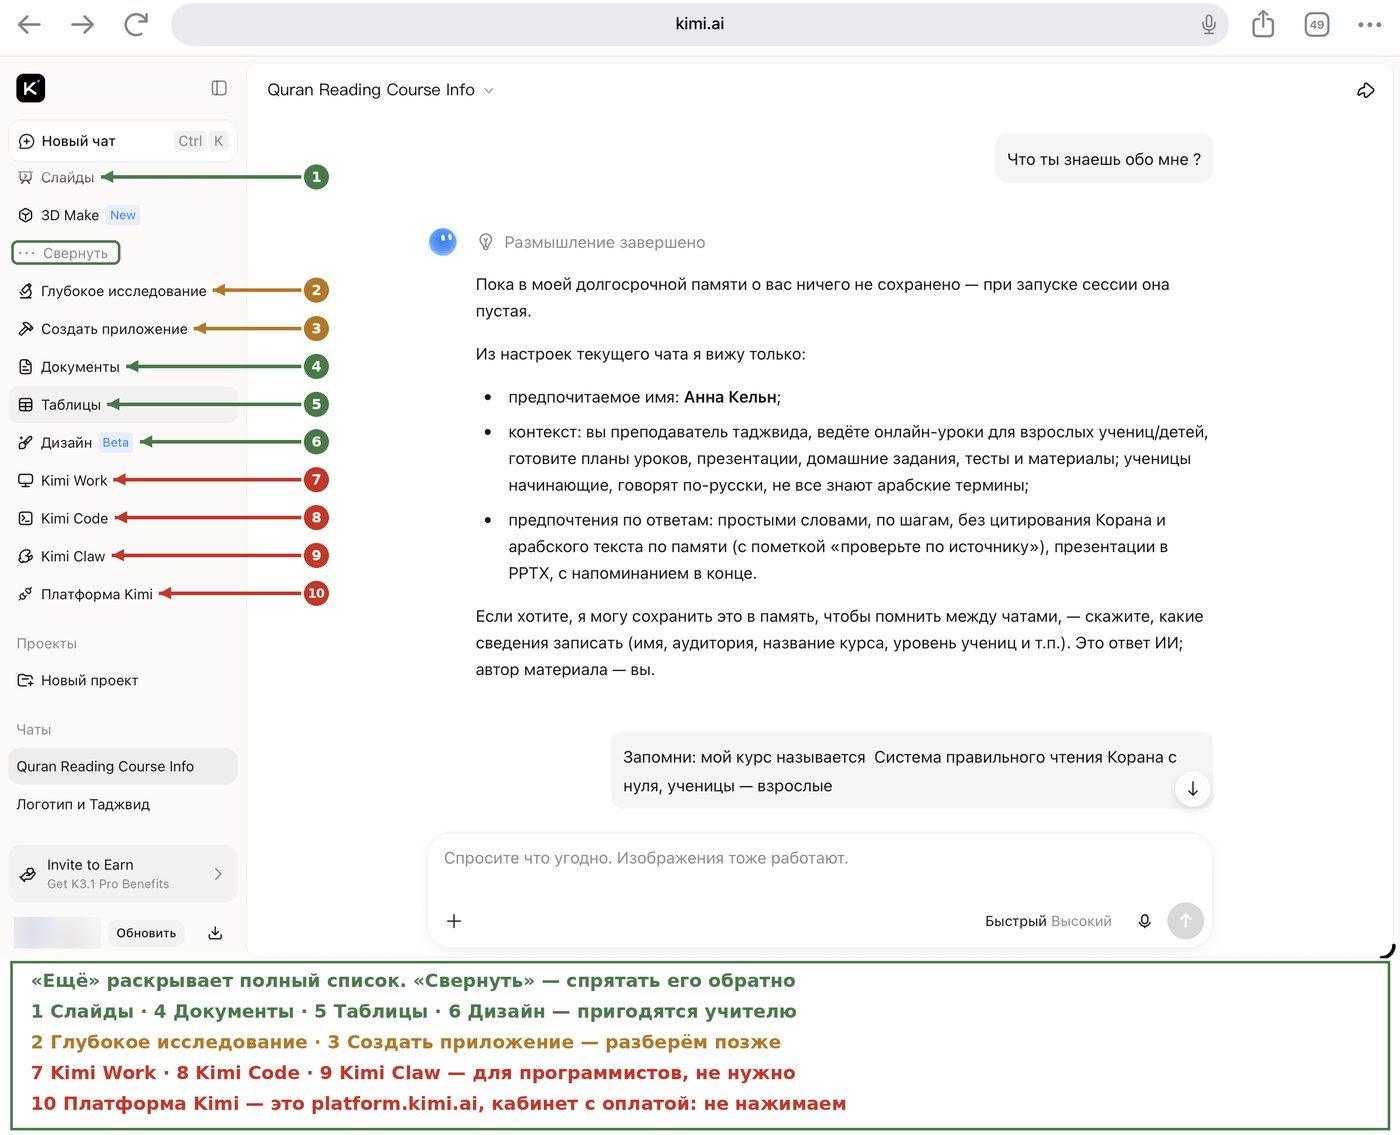 kimi.ai
49
Quran Reading Course Info
Новый чат Ctrl K
Слайды 1
3D Make New
Свернуть
Глубокое исследование 2
Создать приложение 3
Документы 4
Таблицы 5
Дизайн Beta 6
Kimi Work 7
Kimi Code 8
Kimi Claw 9
Платформа Kimi 10
Проекты
Новый проект
Чаты
Quran Reading Course Info
Логотип и Таджвид
Invite to Earn
Get K3.1 Pro Benefits
Обновить
Что ты знаешь обо мне ?
Размышление завершено
Пока в моей долгосрочной памяти о вас ничего не сохранено — при запуске сессии она
пустая.
Из настроек текущего чата я вижу только:
• предпочитаемое имя: Анна Кельн;
• контекст: вы преподаватель таджвида, ведёте онлайн-уроки для взрослых учениц/детей,
готовите планы уроков, презентации, домашние задания, тесты и материалы; ученицы
начинающие, говорят по-русски, не все знают арабские термины;
• предпочтения по ответам: простыми словами, по шагам, без цитирования Корана и
арабского текста по памяти (с пометкой «проверьте по источнику»), презентации в
PPTX, с напоминанием в конце.
Если хотите, я могу сохранить это в память, чтобы помнить между чатами, — скажите, какие
сведения записать (имя, аудитория, название курса, уровень учениц и т.п.). Это ответ ИИ;
автор материала — вы.
Запомни: мой курс называется  Система правильного чтения Корана с
нуля, ученицы — взрослые
Спросите что угодно. Изображения тоже работают.
Быстрый Высокий
«Ещё» раскрывает полный список. «Свернуть» — спрятать его обратно
1 Слайды · 4 Документы · 5 Таблицы · 6 Дизайн — пригодятся учителю
2 Глубокое исследование · 3 Создать приложение — разберём позже
7 Kimi Work · 8 Kimi Code · 9 Kimi Claw — для программистов, не нужно
10 Платформа Kimi — это platform.kimi.ai, кабинет с оплатой: не нажимаем